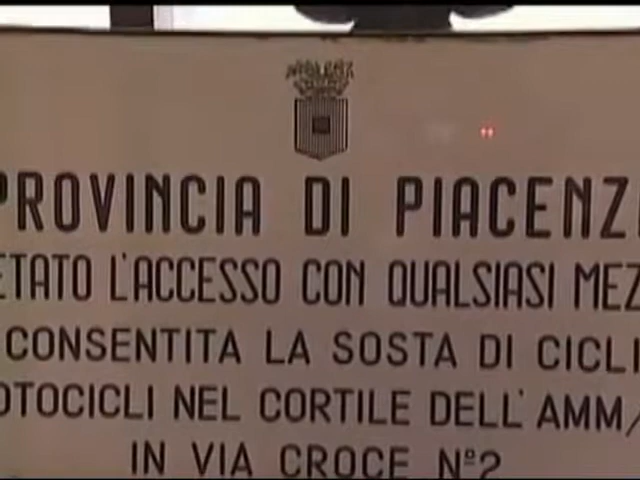 PROVINCIA DI PIACENZ
ETATO L'ACCESSO CON QUALSIASI MEZ
CONSENTITA LA SOSTA DI CICLI
OTOCICLI NEL CORTILE DELL'AMM/
IN VIA CROCE Nº2